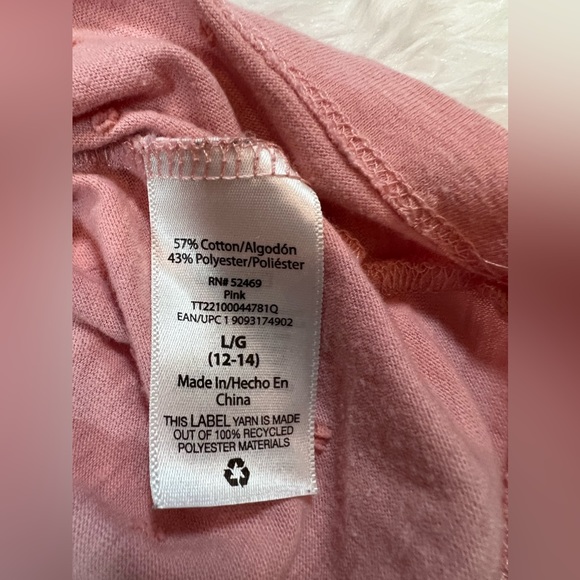 57% Cotton/Algodón
43% Polyester/Poliéster
RN# 52469
Pink
TT22100044781Q
EAN/UPC 1 9093174902
L/G
(12-14)
Made In/Hecho En
China
THIS LABEL YARN IS MADE
OUT OF 100% RECYCLED
POLYESTER MATERIALS